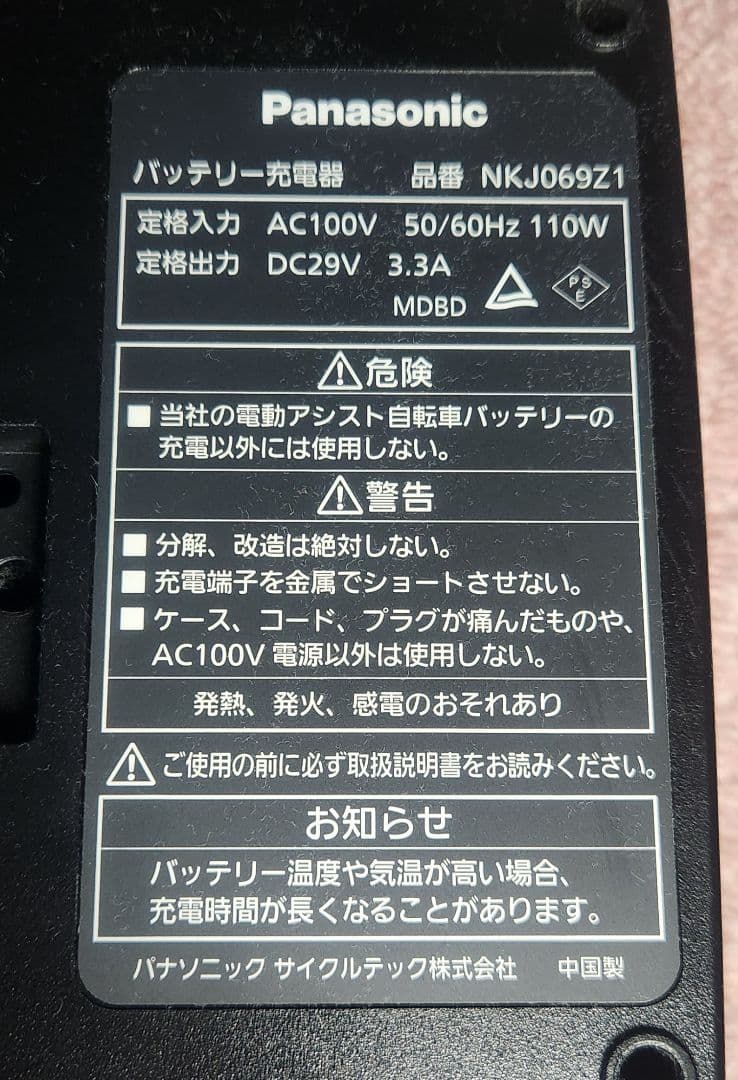 Panasonic
バッテリー充電器 品番 NKJ069Z1
定格入力 AC100V 50/60Hz 110W
定格出力 DC29V 3.3A
MDBD
PS
E
危険
■ 当社の電動アシスト自転車バッテリーの
充電以外には使用しない。
警告
■ 分解、改造は絶対しない。
■ 充電端子を金属でショートさせない。
■ ケース、コード、プラグが痛んだものや、
AC100V 電源以外は使用しない。
発熱、発火、感電のおそれあり
ご使用の前に必ず取扱説明書をお読みください。
お知らせ
バッテリー温度や気温が高い場合、
充電時間が長くなることがあります。
パナソニック サイクルテック株式会社 中国製